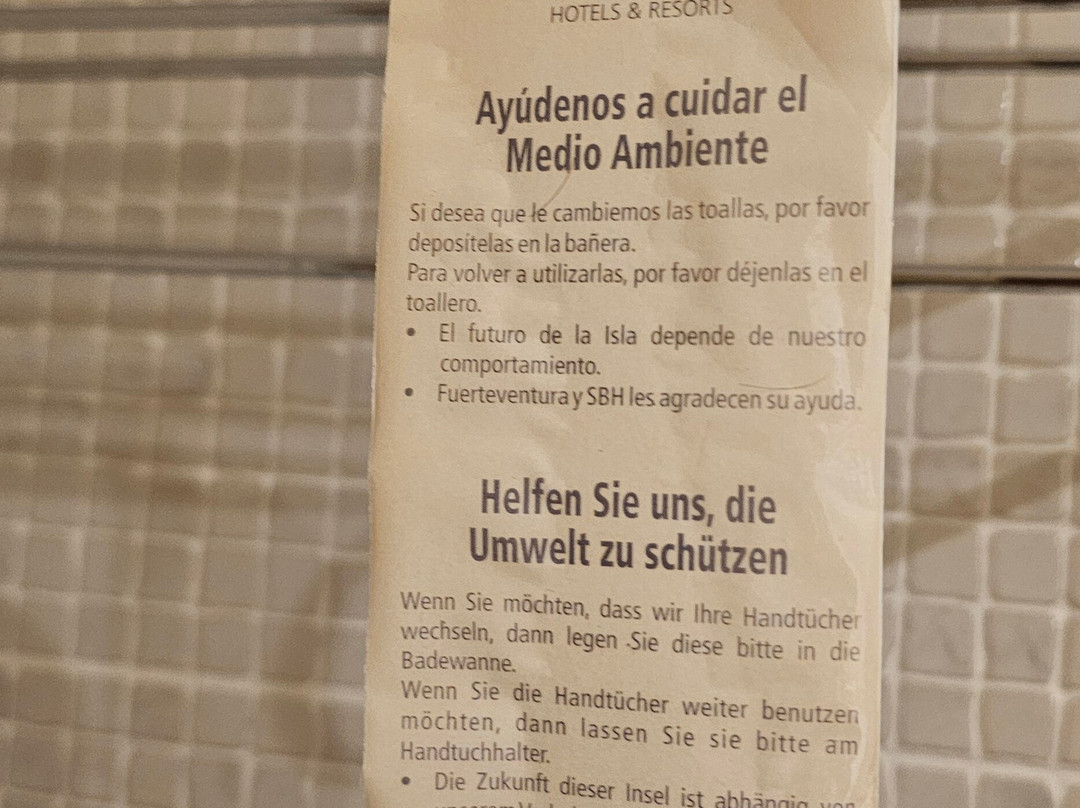 HOTELS & RESORTS
Ayúdenos a cuidar el
Medio Ambiente
Si desea que le cambiemos las toallas, por favor
deposítelas en la bañera.
Para volver a utilizarlas, por favor déjenlas en el
toallero.
• El futuro de la Isla depende de nuestro
comportamiento.
• Fuerteventura y SBH les agradecen su ayuda.
Helfen Sie uns, die
Umwelt zu schützen
Wenn Sie möchten, dass wir Ihre Handtücher
wechseln, dann legen Sie diese bitte in die
Badewanne.
Wenn Sie die Handtücher weiter benutzen
möchten, dann lassen Sie sie bitte am
Handtuchhalter.
• Die Zukunft dieser Insel ist abhängig von